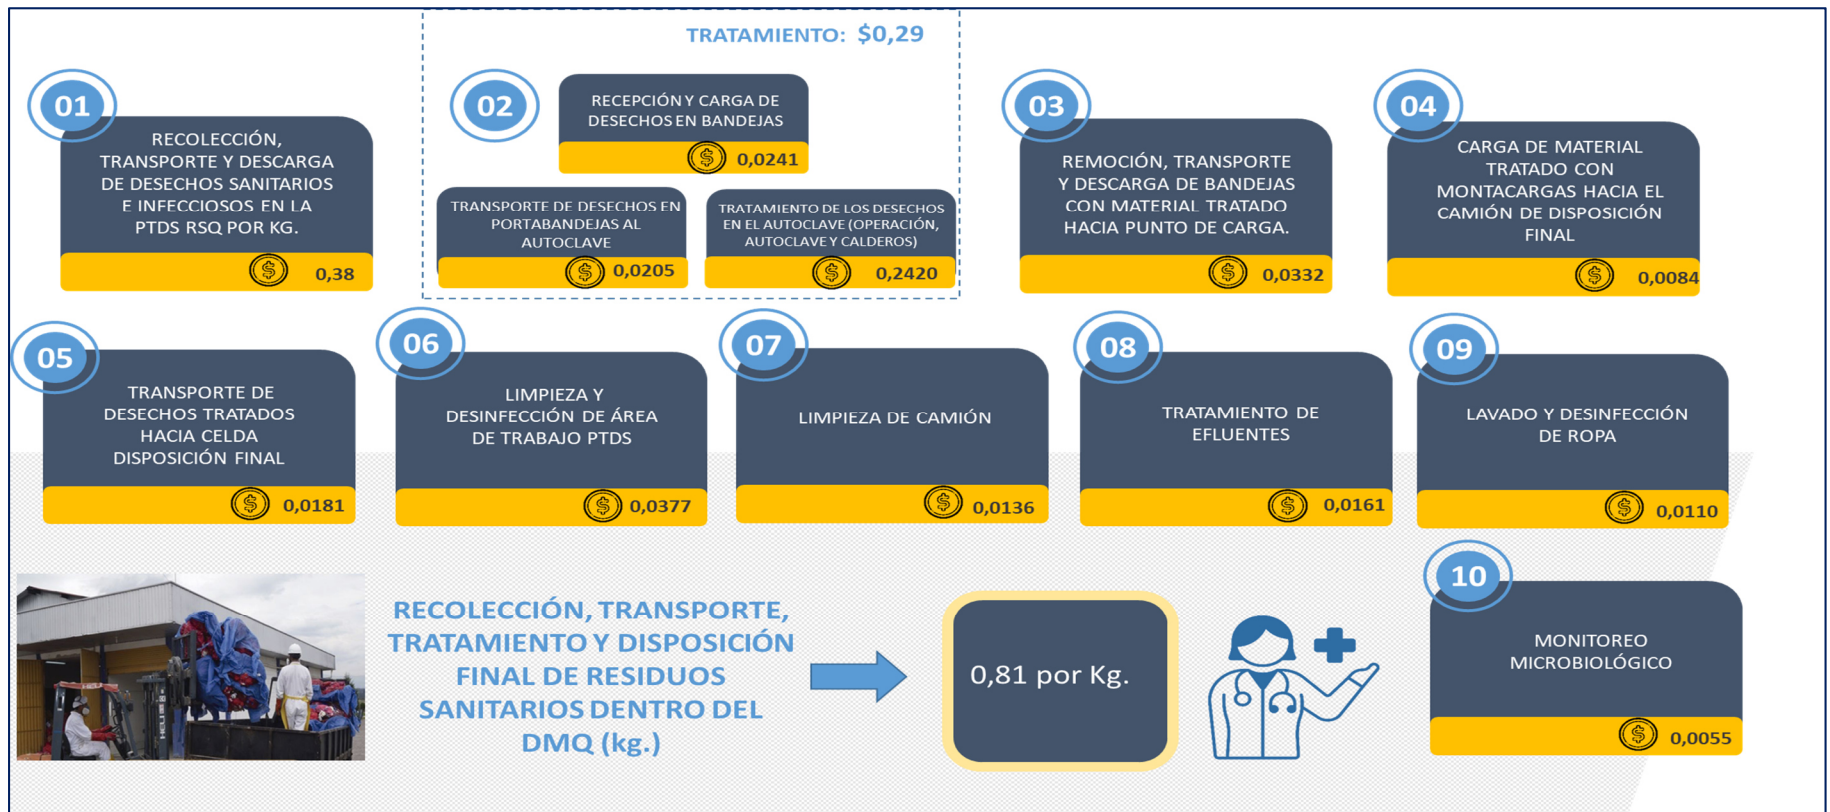 TRATAMIENTO: $0,29
01
RECOLECCIÓN,
TRANSPORTE Y DESCARGA
DE DESECHOS SANITARIOS
E INFECCIOSOS EN LA
PTDS RSQ POR KG.
$ 0,38
02
RECEPCIÓN Y CARGA DE
DESECHOS EN BANDEJAS
$ 0,0241
TRANSPORTE DE DESECHOS EN
PORTABANDEJAS AL
AUTOCLAVE
$ 0,0205
TRATAMIENTO DE LOS DESECHOS
EN EL AUTOCLAVE (OPERACIÓN,
AUTOCLAVE Y CALDEROS)
$ 0,2420
03
REMOCIÓN, TRANSPORTE
Y DESCARGA DE BANDEJAS
CON MATERIAL TRATADO
HACIA PUNTO DE CARGA.
$ 0,0332
04
CARGA DE MATERIAL
TRATADO CON
MONTACARGAS HACIA EL
CAMIÓN DE DISPOSICIÓN
FINAL
$ 0,0084
05
TRANSPORTE DE
DESECHOS TRATADOS
HACIA CELDA
DISPOSICIÓN FINAL
$ 0,0181
06
LIMPIEZA Y
DESINFECCIÓN DE ÁREA
DE TRABAJO PTDS
$ 0,0377
07
LIMPIEZA DE CAMIÓN
$ 0,0136
08
TRATAMIENTO DE
EFLUENTES
$ 0,0161
09
LAVADO Y DESINFECCIÓN
DE ROPA
$ 0,0110
10
MONITOREO
MICROBIOLÓGICO
$ 0,0055
RECOLECCIÓN, TRANSPORTE,
TRATAMIENTO Y DISPOSICIÓN
FINAL DE RESIDUOS
SANITARIOS DENTRO DEL
DMQ (kg.)
0,81 por Kg.